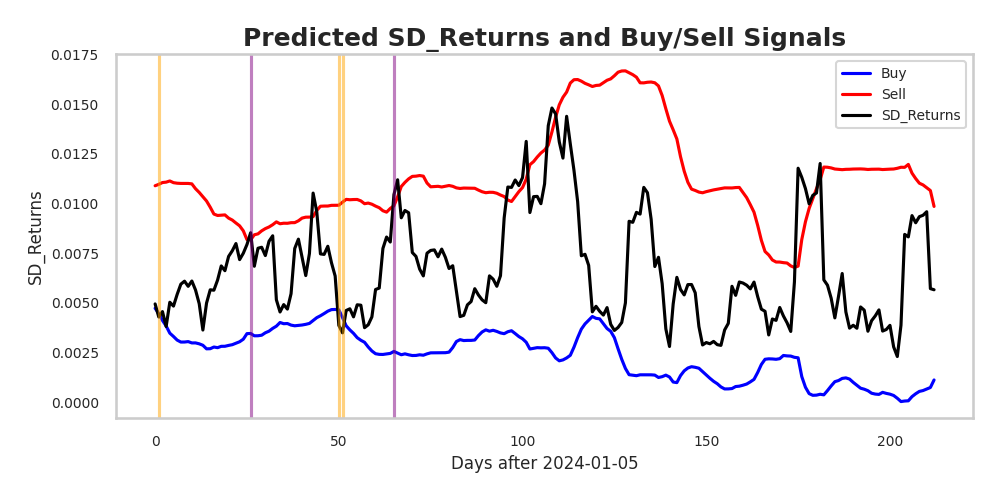 Predicted SD_Returns and Buy/Sell Signals
SD_Returns
0.0175
0.0150
0.0125
0.0100
0.0075
0.0050
0.0025
0.0000
Buy
Sell
SD_Returns
0 50 100 150 200
Days after 2024-01-05